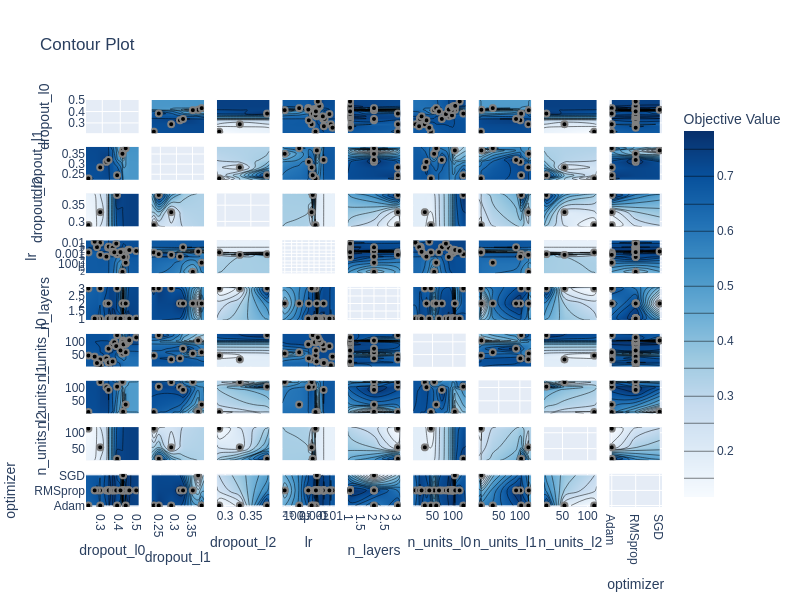 Contour Plot
Objective Value
0.7
0.6
0.5
0.4
0.3
0.2
dropout_l0
0.5
0.4
0.3
dropout_l1
0.35
0.3
0.25
dropout_l2
0.35
0.3
lr
0.01
0.001
n_layers
3
2.5
2
1.5
1
n_units_l0
100
50
n_units_l1
100
50
n_units_l2
100
50
optimizer
SGD
RMSprop
Adam
0.3
0.4
0.5
dropout_l0
0.25
0.3
0.35
dropout_l1
0.3
0.35
dropout_l2
lr
1
1.5
2
2.5
3
n_layers
50
100
n_units_l0
50
100
n_units_l1
50
100
n_units_l2
Adam
RMSprop
SGD
optimizer